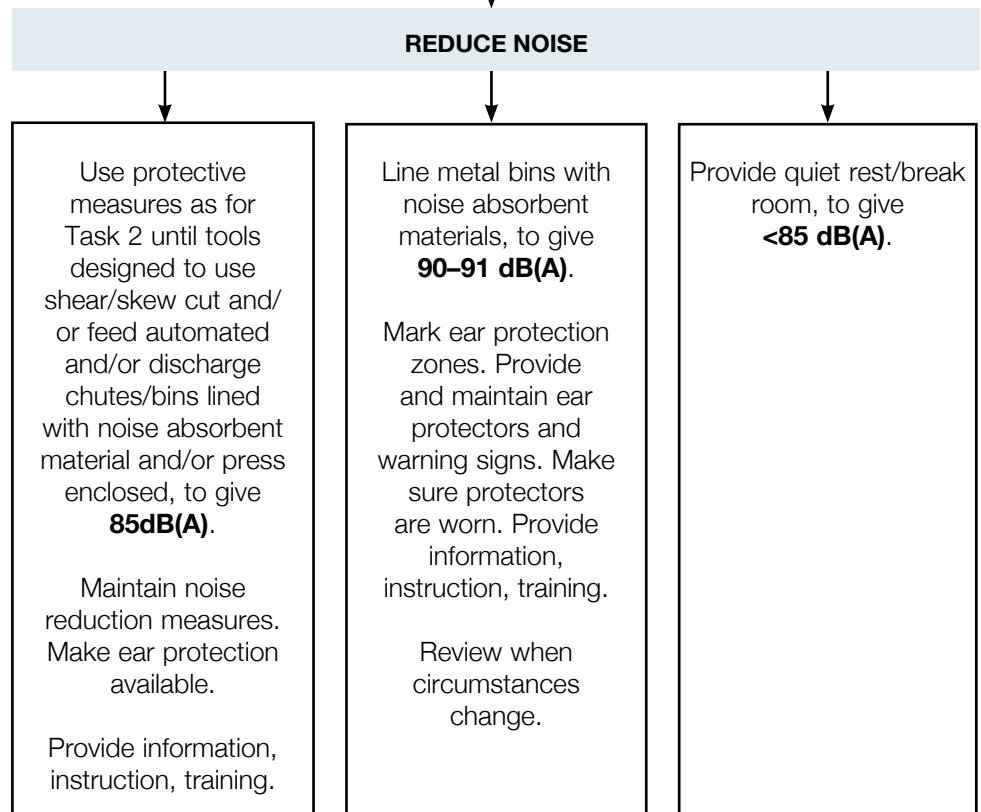 REDUCE NOISE
Use protective
measures as for
Task 2 until tools
designed to use
shear/skew cut and/
or feed automated
and/or discharge
chutes/bins lined
with noise absorbent
material and/or press
enclosed, to give
85dB(A).
Maintain noise
reduction measures.
Make ear protection
available.
Provide information,
instruction, training.
Line metal bins with
noise absorbent
materials, to give
90–91 dB(A).
Mark ear protection
zones. Provide
and maintain ear
protectors and
warning signs. Make
sure protectors
are worn. Provide
information,
instruction, training.
Review when
circumstances
change.
Provide quiet rest/break
room, to give
<85 dB(A).